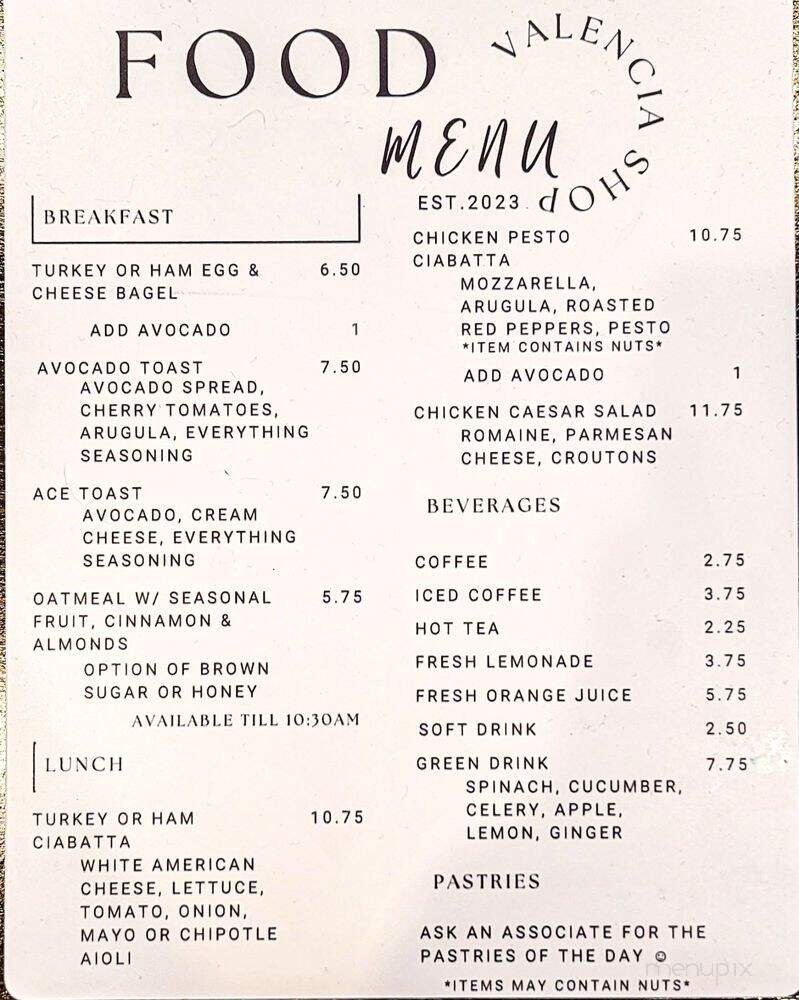 FOOD
MENU
VALENCIA SHOP
EST.2023
BREAKFAST
TURKEY OR HAM EGG & 6.50
CHEESE BAGEL
ADD AVOCADO 1
AVOCADO TOAST 7.50
AVOCADO SPREAD,
CHERRY TOMATOES,
ARUGULA, EVERYTHING
SEASONING
ACE TOAST 7.50
AVOCADO, CREAM
CHEESE, EVERYTHING
SEASONING
OATMEAL W/ SEASONAL 5.75
FRUIT, CINNAMON &
ALMONDS
OPTION OF BROWN
SUGAR OR HONEY
AVAILABLE TILL 10:30AM
LUNCH
TURKEY OR HAM 10.75
CIABATTA
WHITE AMERICAN
CHEESE, LETTUCE,
TOMATO, ONION,
MAYO OR CHIPOTLE
AIOLI
CHICKEN PESTO 10.75
CIABATTA
MOZZARELLA,
ARUGULA, ROASTED
RED PEPPERS, PESTO
*ITEM CONTAINS NUTS*
ADD AVOCADO 1
CHICKEN CAESAR SALAD 11.75
ROMAINE, PARMESAN
CHEESE, CROUTONS
BEVERAGES
COFFEE 2.75
ICED COFFEE 3.75
HOT TEA 2.25
FRESH LEMONADE 3.75
FRESH ORANGE JUICE 5.75
SOFT DRINK 2.50
GREEN DRINK 7.75
SPINACH, CUCUMBER,
CELERY, APPLE,
LEMON, GINGER
PASTRIES
ASK AN ASSOCIATE FOR THE
PASTRIES OF THE DAY ☺
*ITEMS MAY CONTAIN NUTS*
menupix